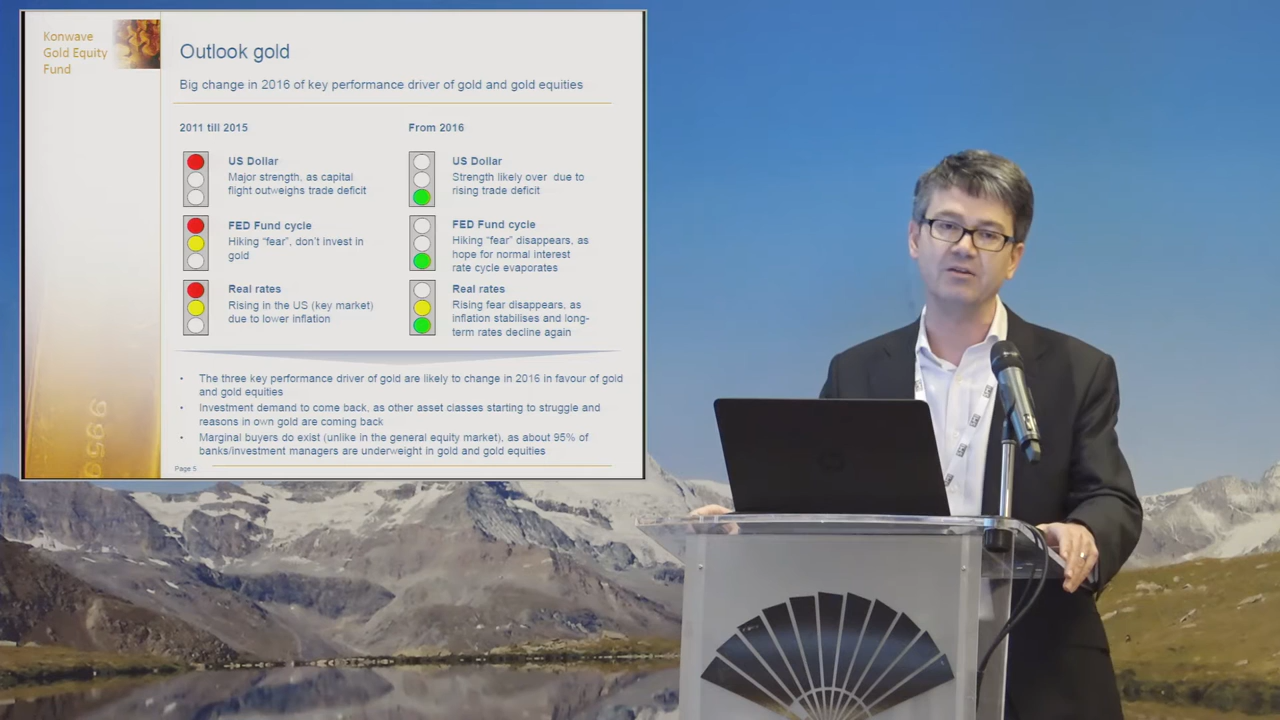 Konwave
Gold Equity
Fund
Outlook gold
Big change in 2016 of key performance driver of gold and gold equities
2011 till 2015
US Dollar
Major strength, as capital
flight outweighs trade deficit
FED Fund cycle
Hiking "fear", don't invest in
gold
Real rates
Rising in the US (key market)
due to lower inflation
From 2016
US Dollar
Strength likely over due to
rising trade deficit
FED Fund cycle
Hiking "fear" disappears, as
hope for normal interest
rate cycle evaporates
Real rates
Rising fear disappears, as
inflation stabilises and long-
term rates decline again
• The three key performance driver of gold are likely to change in 2016 in favour of gold
and gold equities
• Investment demand to come back, as other asset classes starting to struggle and
reasons in own gold are coming back
• Marginal buyers do exist (unlike in the general equity market), as about 95% of
banks/investment managers are underweight in gold and gold equities
Page 5